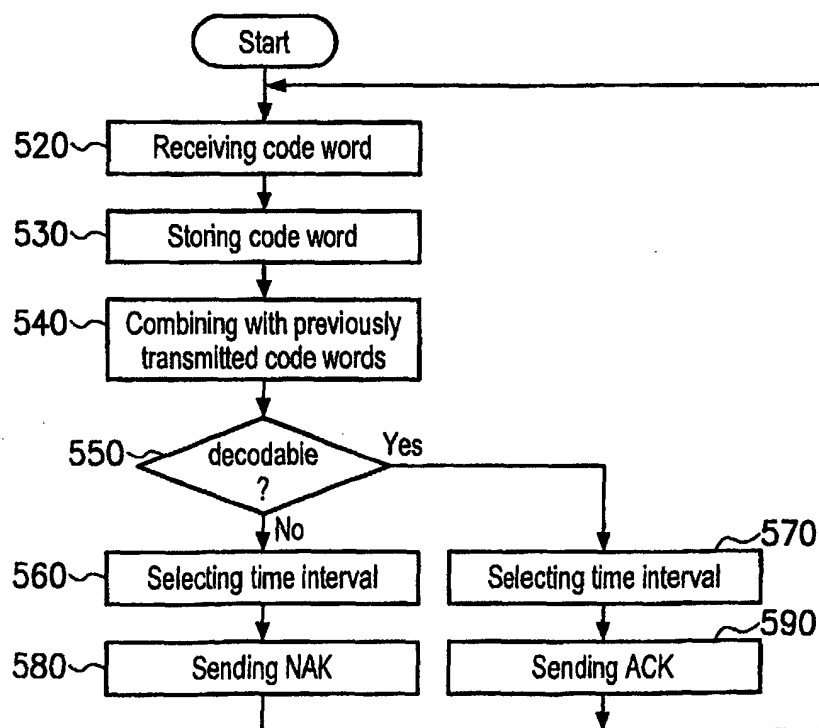 Start
520
Receiving code word
530
Storing code word
540
Combining with previously
transmitted code words
550
decodable
?
Yes
No
560
Selecting time interval
570
Selecting time interval
580
Sending NAK
590
Sending ACK